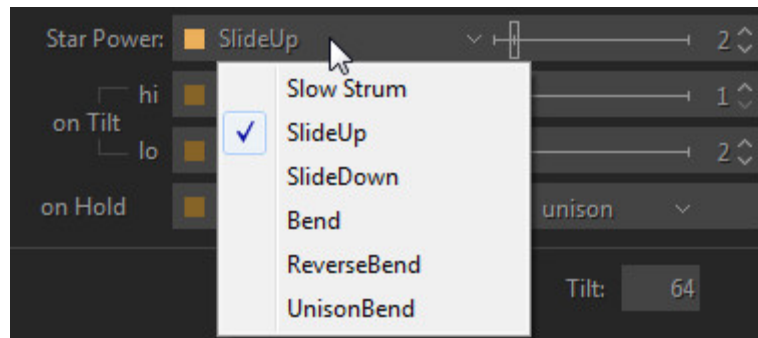 Star Power: SlideUp 2
Slow Strum
hi 1
on Tilt
SlideUp
lo 2
SlideDown
on Hold unison
Bend
ReverseBend
Tilt: 64
UnisonBend